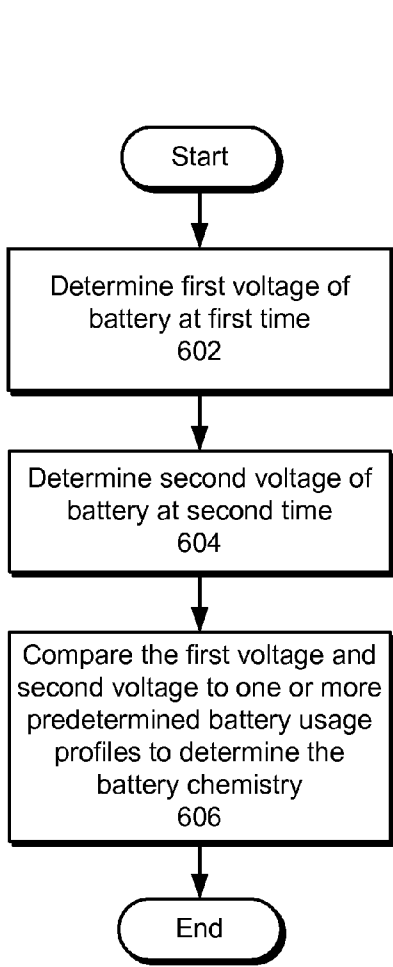 Start
Determine first voltage of
battery at first time
602
Determine second voltage of
battery at second time
604
Compare the first voltage and
second voltage to one or more
predetermined battery usage
profiles to determine the
battery chemistry
606
End